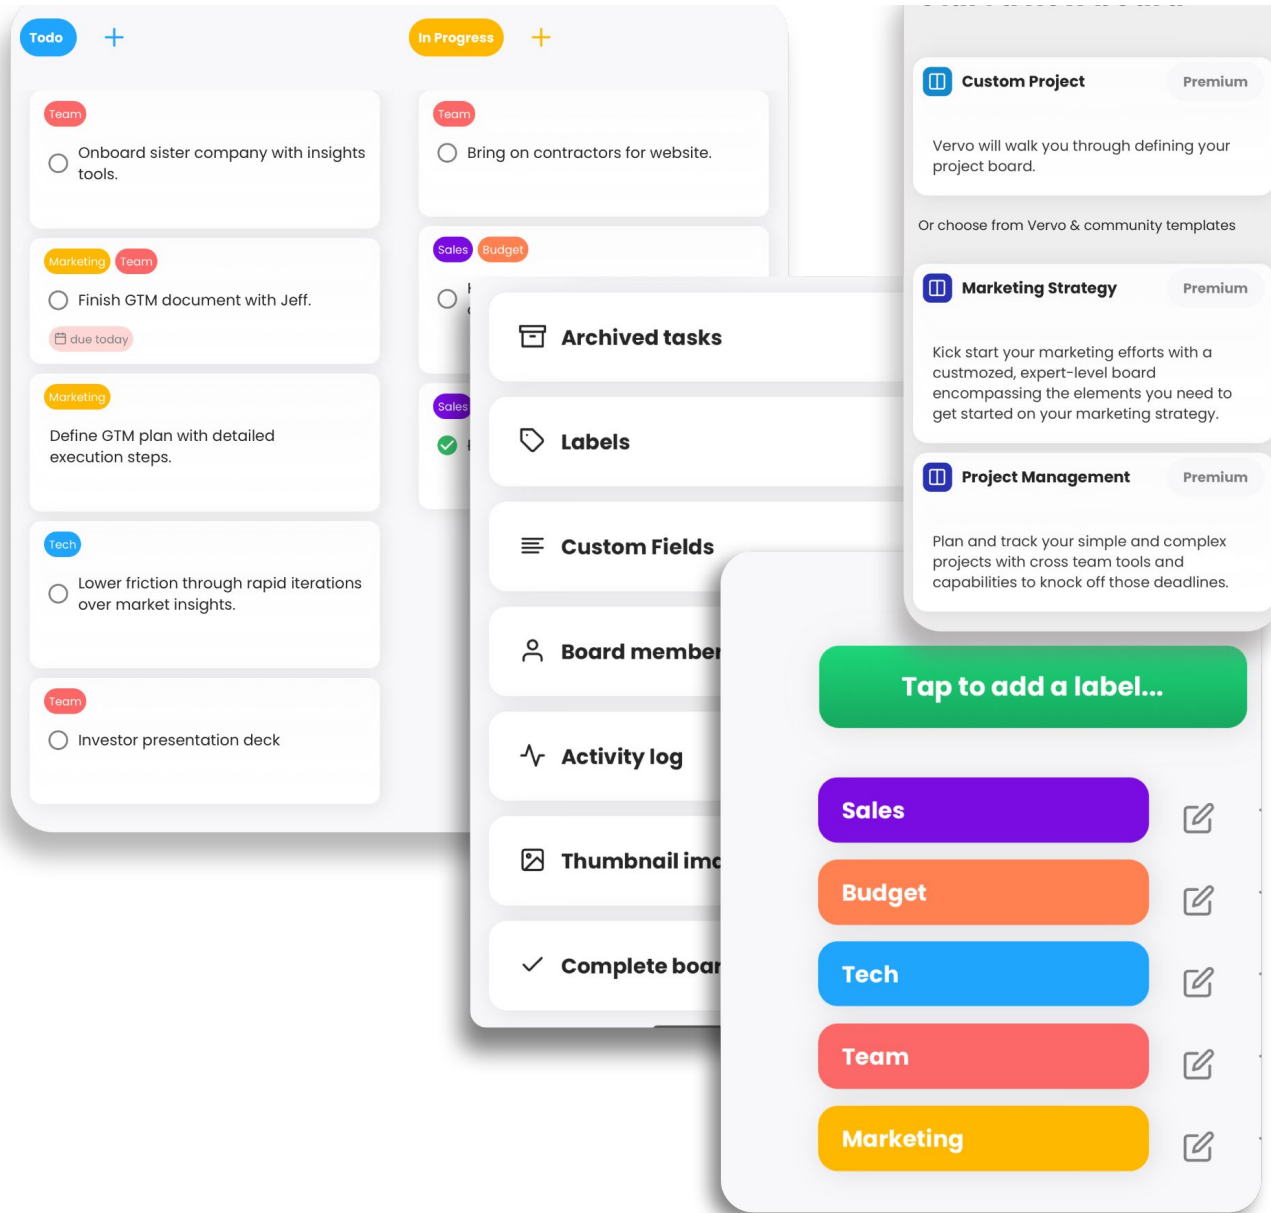 Todo
In Progress
Team
Onboard sister company with insights
tools.
Marketing Team
Finish GTM document with Jeff.
due today
Marketing
Define GTM plan with detailed
execution steps.
Tech
Lower friction through rapid iterations
over market insights.
Team
Investor presentation deck
Team
Bring on contractors for website.
Sales Budget
Sales
Archived tasks
Labels
Custom Fields
Board member
Activity log
Thumbnail
Complete
Custom Project Premium
Vervo will walk you through defining your
project board.
Or choose from Vervo & community templates
Marketing Strategy Premium
Kick start your marketing efforts with a
custmozed, expert-level board
encompassing the elements you need to
get started on your marketing strategy.
Project Management Premium
Plan and track your simple and complex
projects with cross team tools and
capabilities to knock off those deadlines.
Tap to add a label...
Sales
Budget
Tech
Team
Marketing